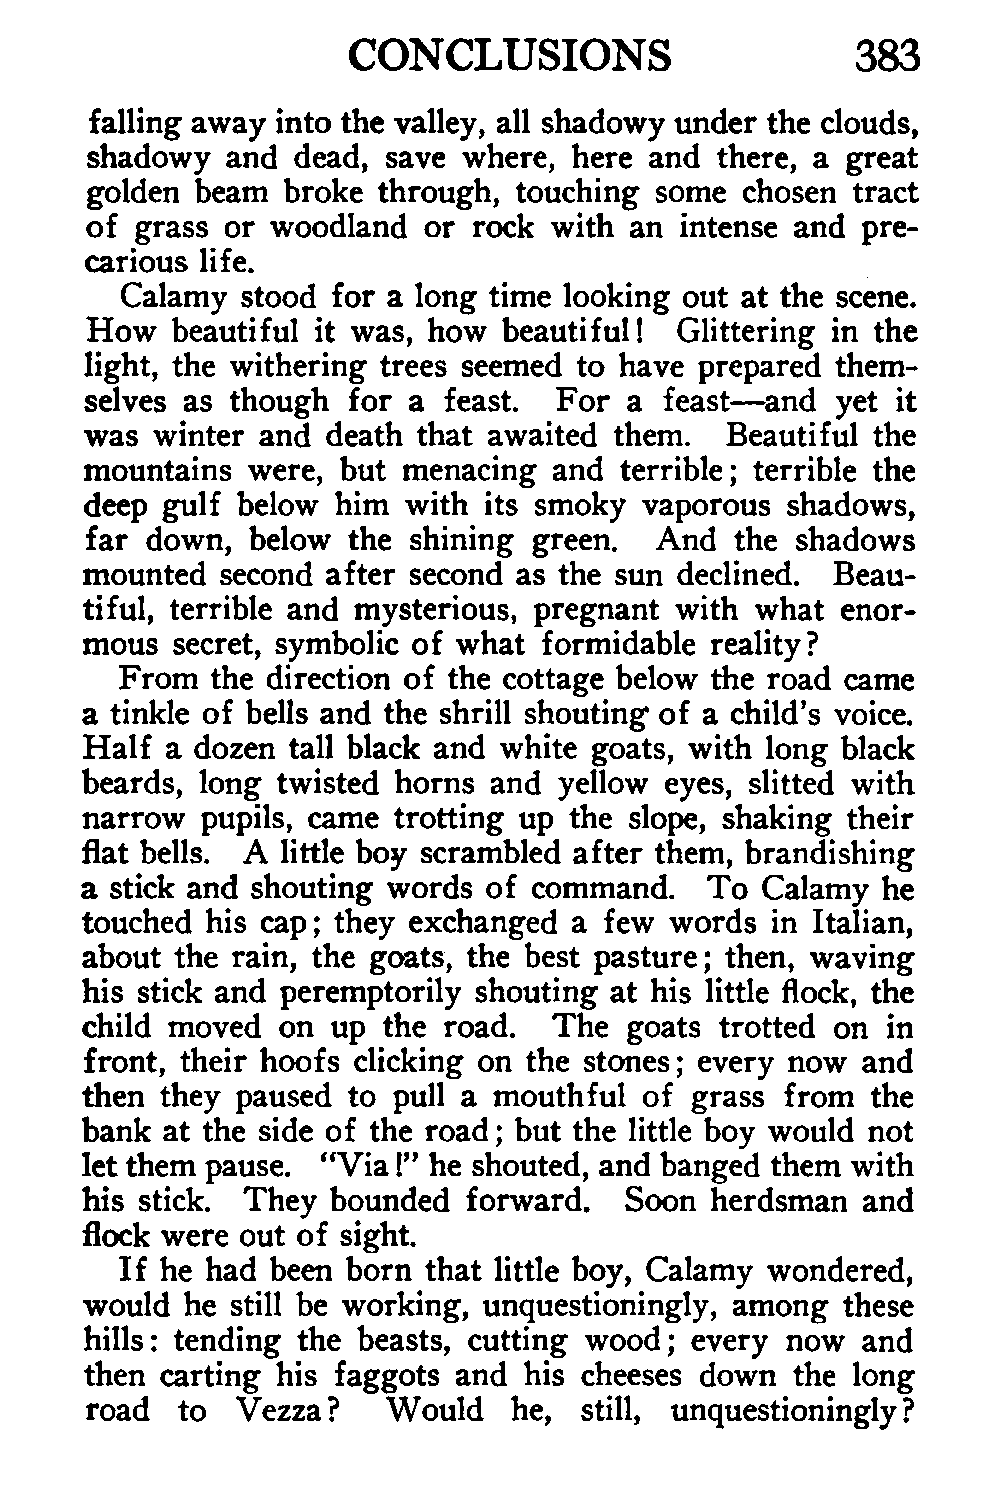 CONCLUSIONS 383
falling away into the valley, all shadowy under the clouds,
shadowy and dead, save where, here and there, a great
golden beam broke through, touching some chosen tract
of grass or woodland or rock with an intense and pre-
carious life.
Calamy stood for a long time looking out at the scene.
How beautiful it was, how beautiful! Glittering in the
light, the withering trees seemed to have prepared them-
selves as though for a feast. For a feast—and yet it
was winter and death that awaited them. Beautiful the
mountains were, but menacing and terrible; terrible the
deep gulf below him with its smoky vaporous shadows,
far down, below the shining green. And the shadows
mounted second after second as the sun declined. Beau-
tiful, terrible and mysterious, pregnant with what enor-
mous secret, symbolic of what formidable reality?
From the direction of the cottage below the road came
a tinkle of bells and the shrill shouting of a child's voice.
Half a dozen tall black and white goats, with long black
beards, long twisted horns and yellow eyes, slitted with
narrow pupils, came trotting up the slope, shaking their
flat bells. A little boy scrambled after them, brandishing
a stick and shouting words of command. To Calamy he
touched his cap; they exchanged a few words in Italian,
about the rain, the goats, the best pasture; then, waving
his stick and peremptorily shouting at his little flock, the
child moved on up the road. The goats trotted on in
front, their hoofs clicking on the stones; every now and
then they paused to pull a mouthful of grass from the
bank at the side of the road; but the little boy would not
let them pause. "Via!" he shouted, and banged them with
his stick. They bounded forward. Soon herdsman and
flock were out of sight.
If he had been born that little boy, Calamy wondered,
would he still be working, unquestioningly, among these
hills: tending the beasts, cutting wood; every now and
then carting his faggots and his cheeses down the long
road to Vezza? Would he, still, unquestioningly?